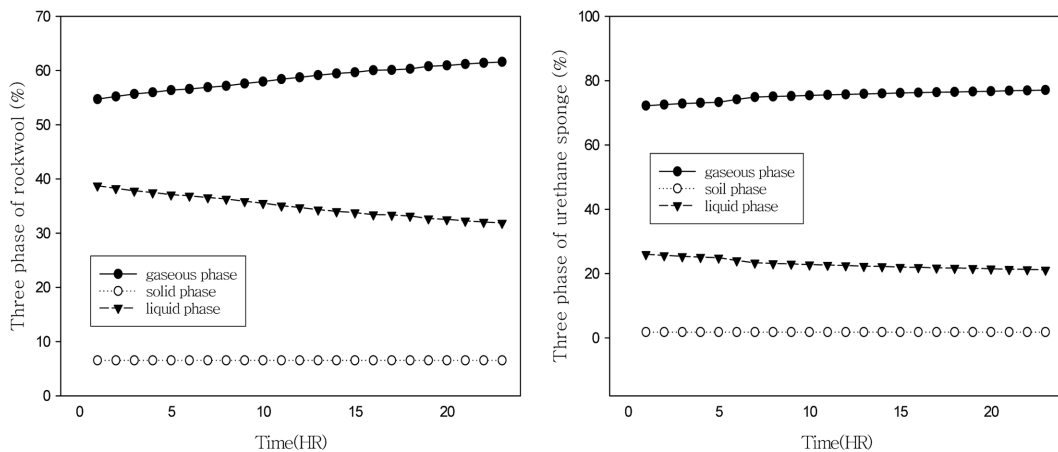 Three phase of rockwool (%)
70
60
50
40
30
20
10
0
gaseous phase
solid phase
liquid phase
0 5 10 15 20
Time(HR)
Three phase of urethane sponge (%)
100
80
60
40
20
0
gaseous phase
soil phase
liquid phase
0 5 10 15 20
Time(HR)